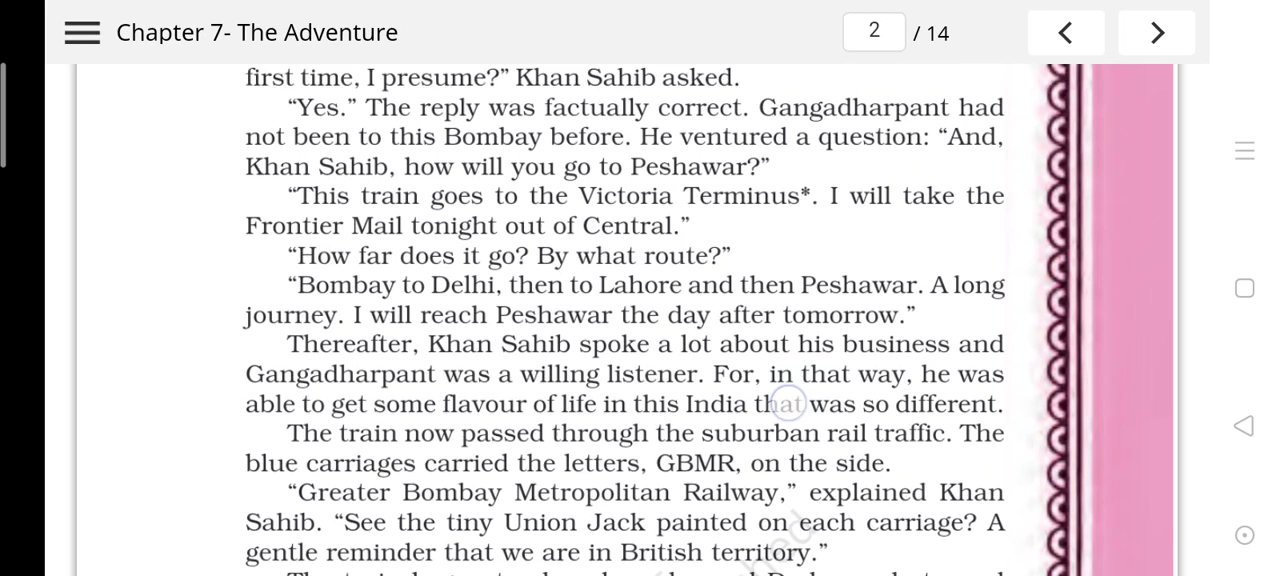 Chapter 7- The Adventure
2 / 14
first time, I presume?” Khan Sahib asked.
“Yes.” The reply was factually correct. Gangadharpant had
not been to this Bombay before. He ventured a question: “And,
Khan Sahib, how will you go to Peshawar?”
“This train goes to the Victoria Terminus*. I will take the
Frontier Mail tonight out of Central.”
“How far does it go? By what route?”
“Bombay to Delhi, then to Lahore and then Peshawar. A long
journey. I will reach Peshawar the day after tomorrow.”
Thereafter, Khan Sahib spoke a lot about his business and
Gangadharpant was a willing listener. For, in that way, he was
able to get some flavour of life in this India that was so different.
The train now passed through the suburban rail traffic. The
blue carriages carried the letters, GBMR, on the side.
“Greater Bombay Metropolitan Railway,” explained Khan
Sahib. “See the tiny Union Jack painted on each carriage? A
gentle reminder that we are in British territory.”